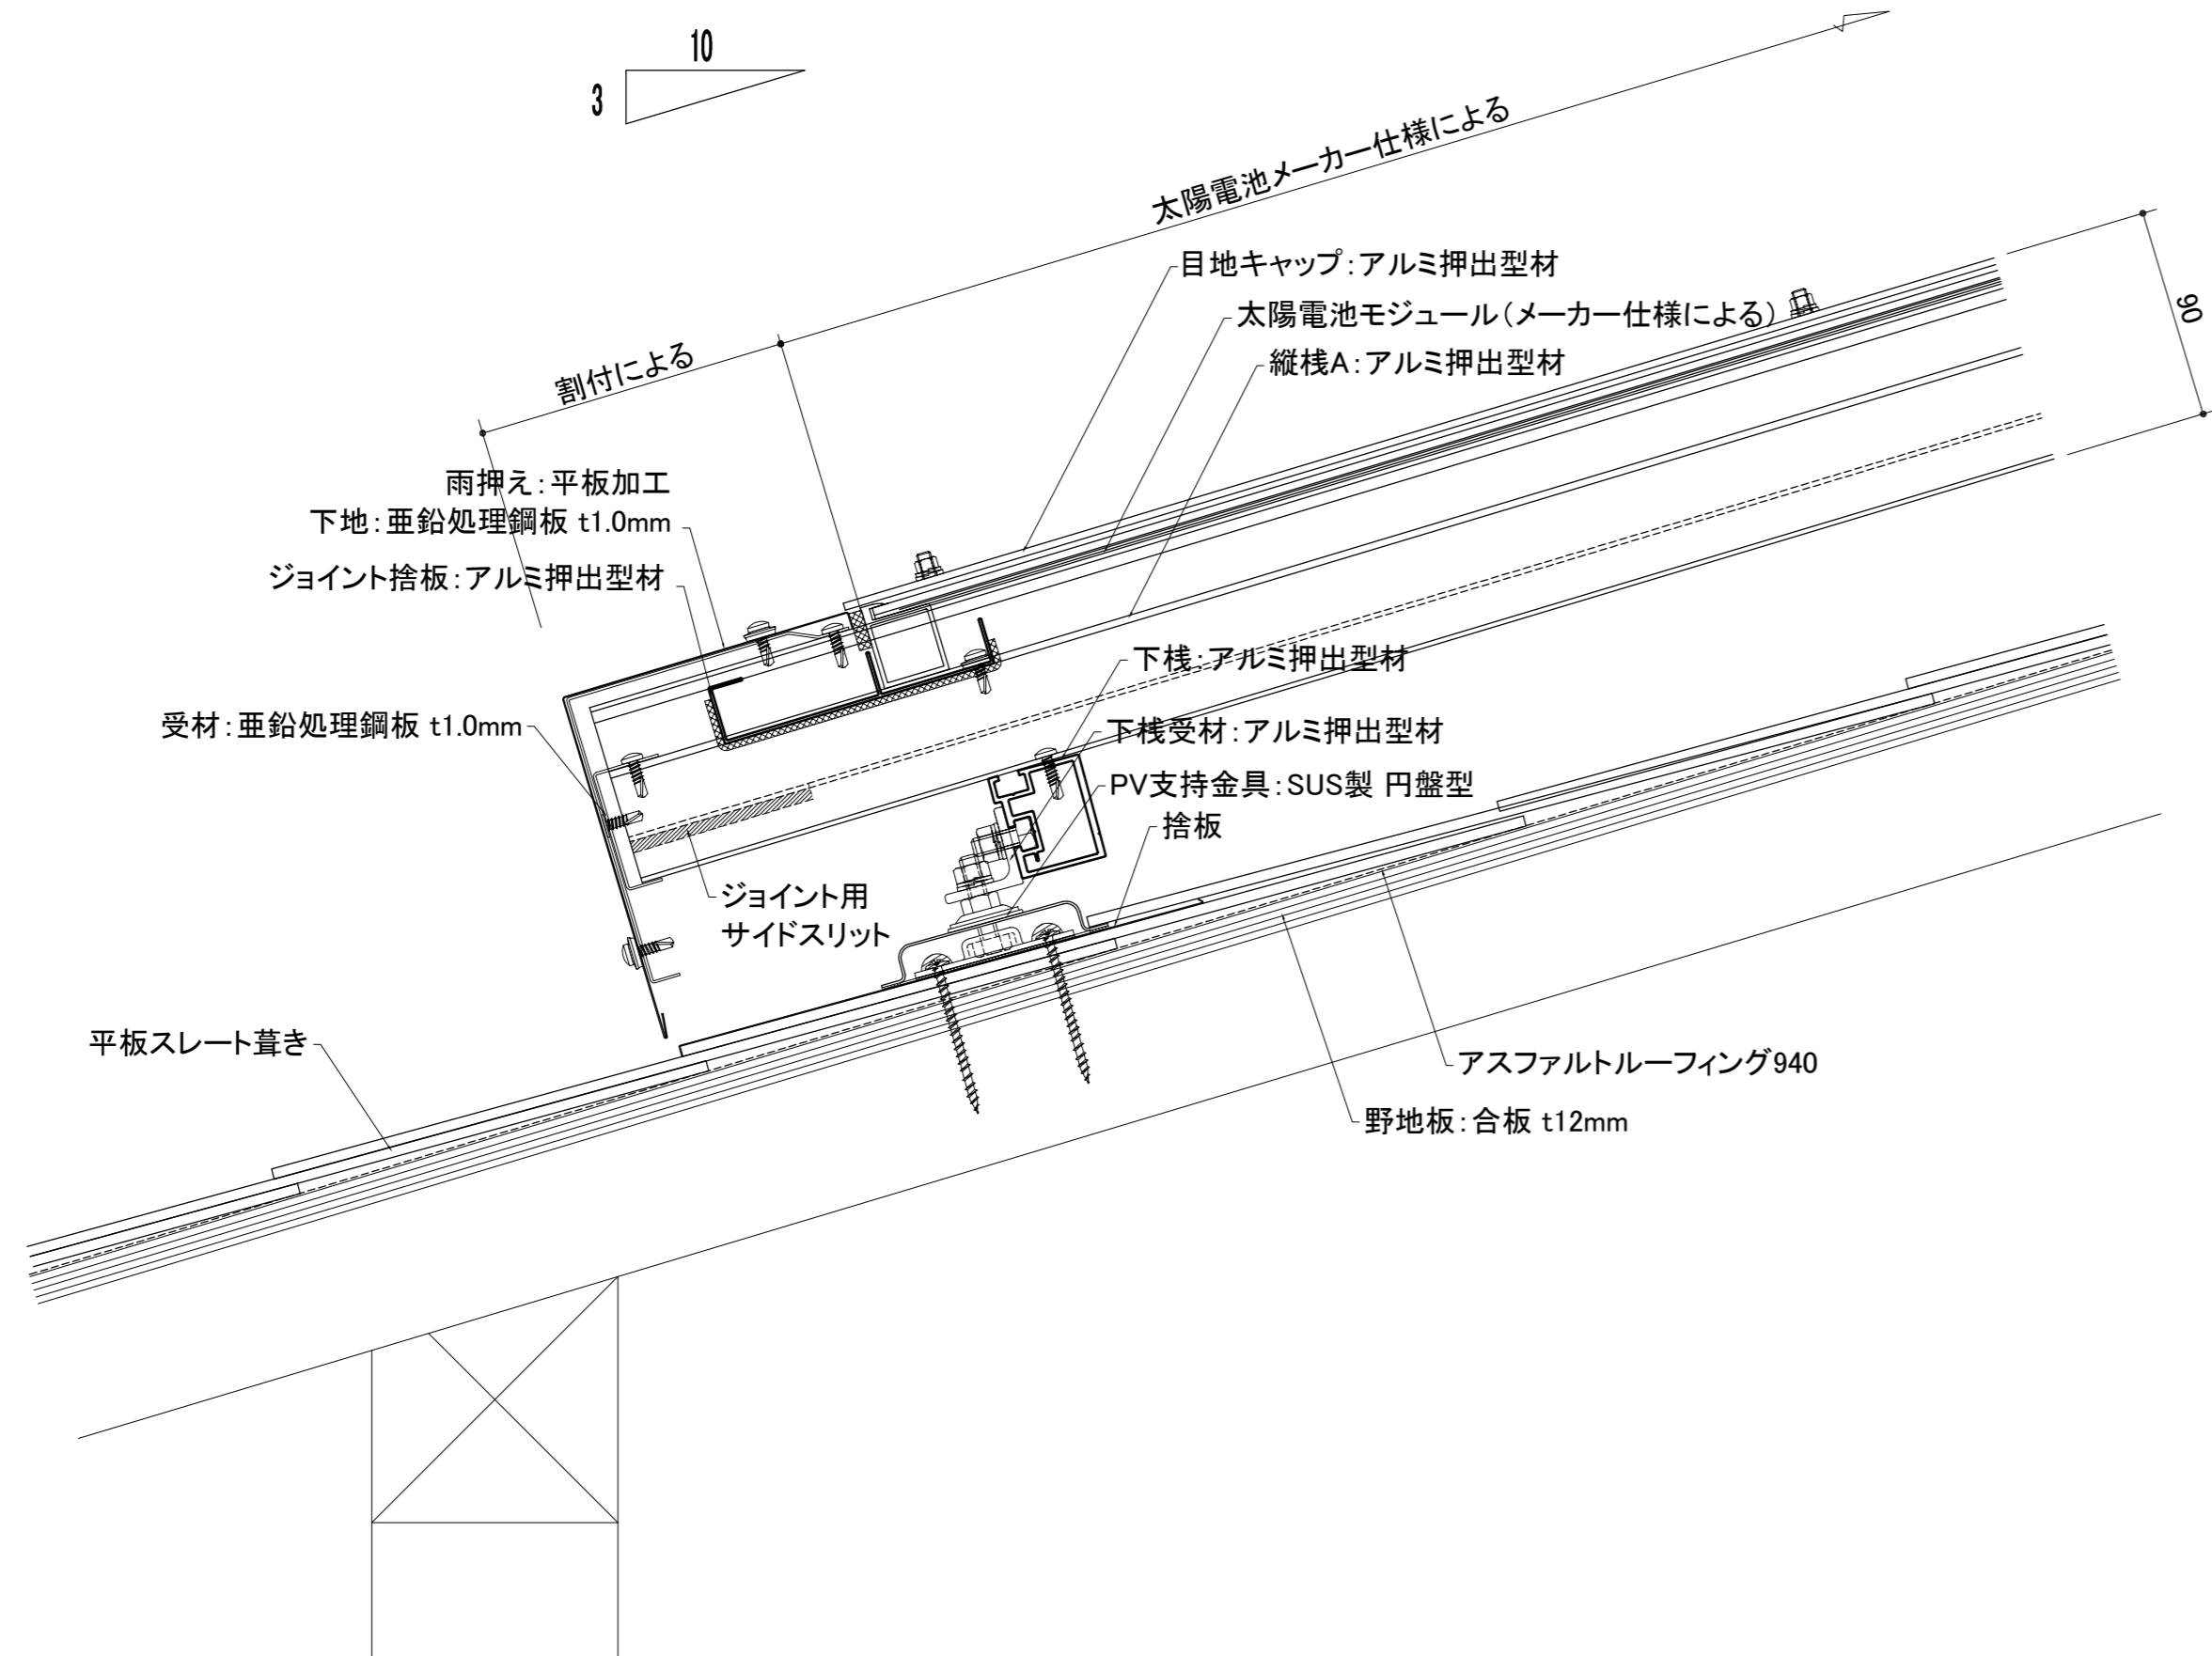 10
3
太陽電池メーカー仕様による
目地キャップ：アルミ押出型材
太陽電池モジュール（メーカー仕様による）
縦桟A：アルミ押出型材
90
割付による
雨押え：平板加工
下地：亜鉛処理鋼板 t1.0mm
ジョイント捨板：アルミ押出型材
下桟：アルミ押出型材
受材：亜鉛処理鋼板 t1.0mm
下桟受材：アルミ押出型材
PV支持金具：SUS製 円盤型
捨板
ジョイント用
サイドスリット
平板スレート葺き
アスファルトルーフィング940
野地板：合板 t12mm